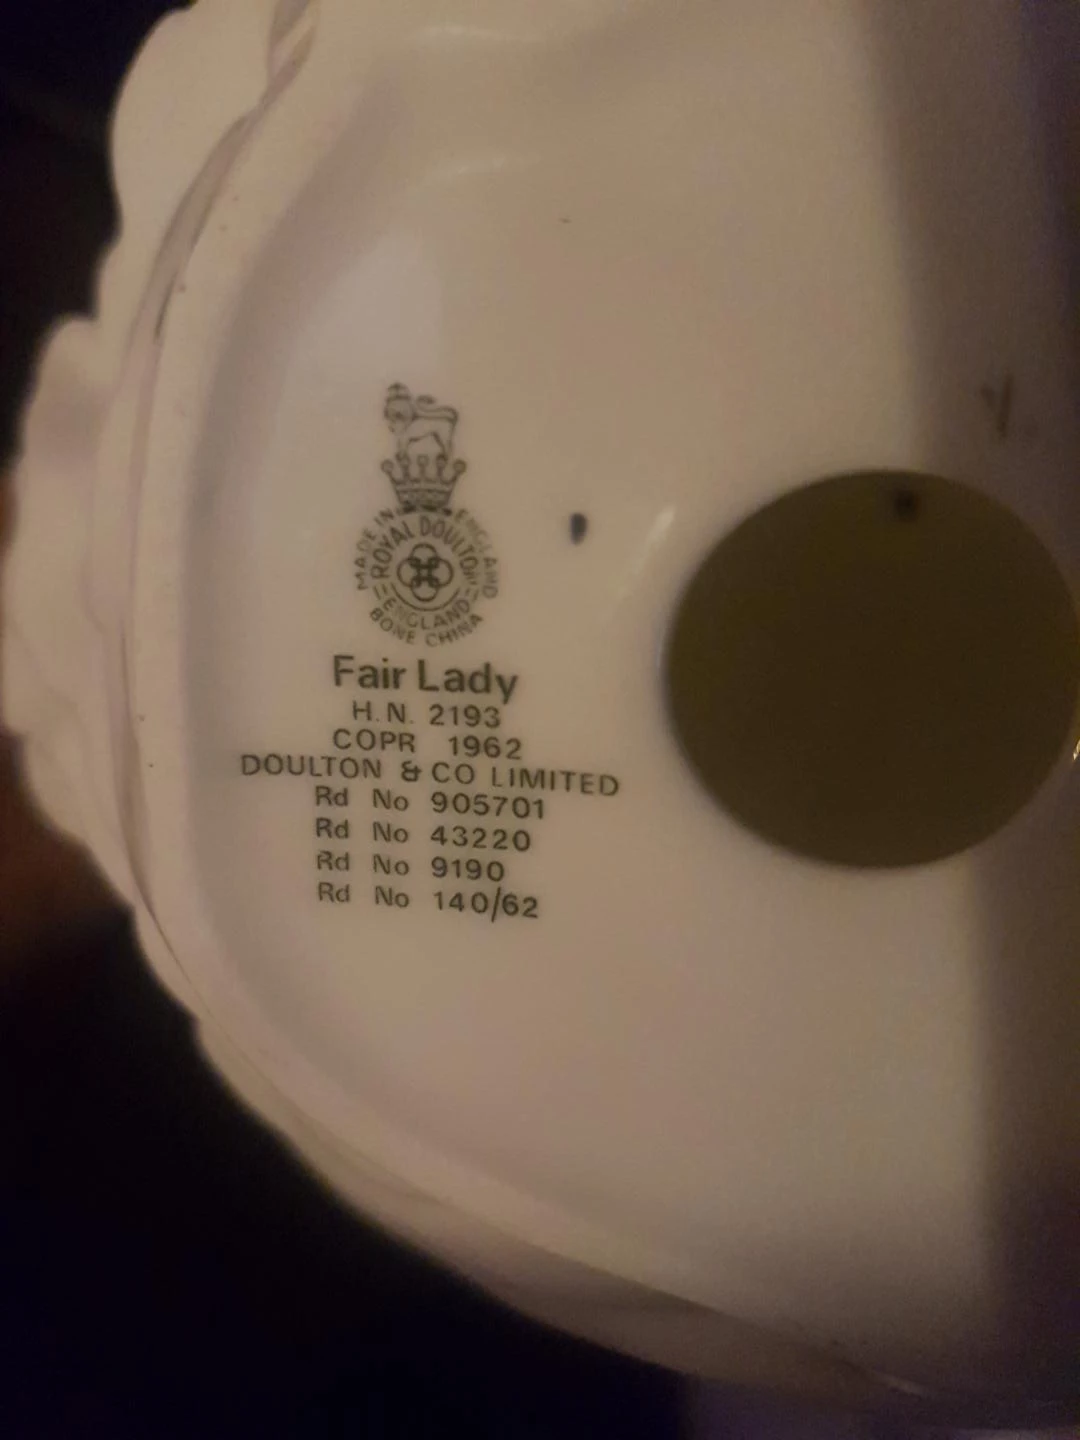 MADE IN ENGLAND
ROYAL DOULTON
ENGLAND
BONE CHINA
Fair Lady
H.N. 2193
COPR 1962
DOULTON & CO LIMITED
Rd No 905701
Rd No 43220
Rd No 9190
Rd No 140/62